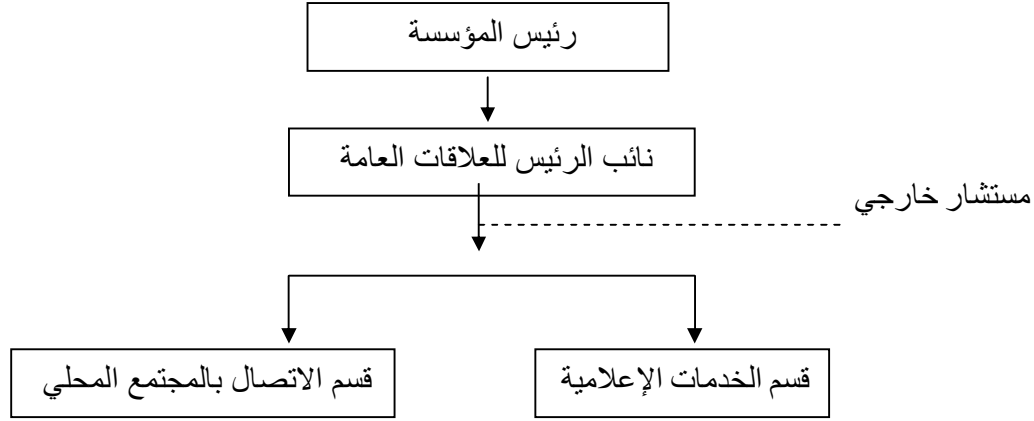 رئيس المؤسسة
نائب الرئيس للعلاقات العامة
مستشار خارجي
قسم الخدمات الإعلامية
قسم الاتصال بالمجتمع المحلي